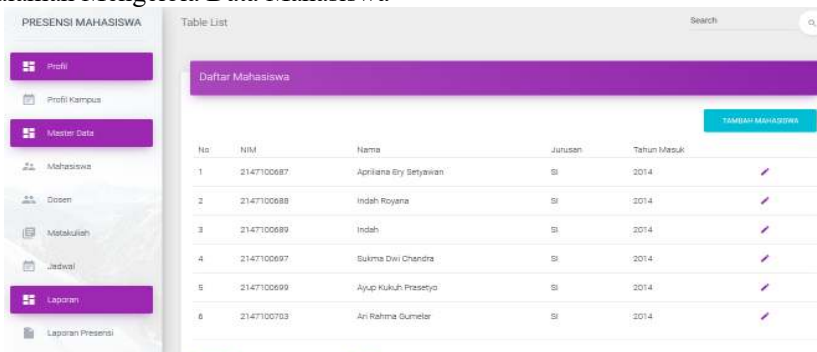 Halaman Mengelola Data Mahasiswa
PRESENSI MAHASISWA
Table List
Search
Profil
Profil Kampus
Master Data
Mahasiswa
Dosen
Matakuliah
Jadwal
Laporan
Laporan Presensi
Daftar Mahasiswa
TAMBAH MAHASISWA
No NIM Nama Jurusan Tahun Masuk
1 2147100687 Apriliana Ery Setyawan SI 2014
2 2147100688 Indah Royana SI 2014
3 2147100689 Indah SI 2014
4 2147100697 Sukma Dwi Chandra SI 2014
5 2147100699 Ayup Kukuh Prasetyo SI 2014
6 2147100703 Ari Rahma Gumelar SI 2014